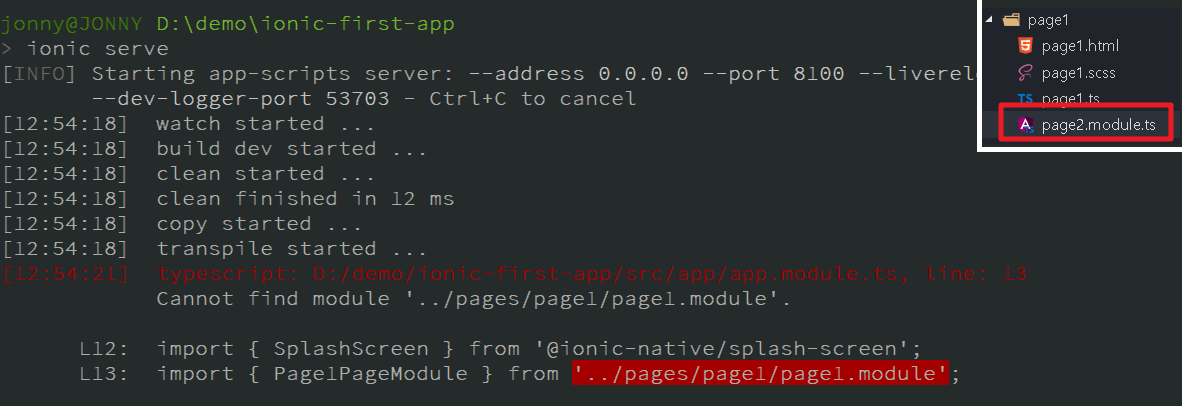 jonny@JONNY D:\demo\ionic-first-app
> ionic serve
[INFO] Starting app-scripts server: --address 0.0.0.0 --port 8100
--dev-logger-port 53703 - Ctrl+C to cancel
[12:54:18] watch started ...
[12:54:18] build dev started ...
[12:54:18] clean started ...
[12:54:18] clean finished in 12 ms
[12:54:18] copy started ...
[12:54:18] transpile started ...
[12:54:21] typescript: D:/demo/ionic-first-app/src/app/app.module.ts, line: 13
Cannot find module '../pages/page1/page1.module'.
L12: import { SplashScreen } from '@ionic-native/splash-screen';
L13: import { Page1PageModule } from '../pages/page1/page1.module';
page1
page1.html
page1.scss
TS page1.ts
page2.module.ts